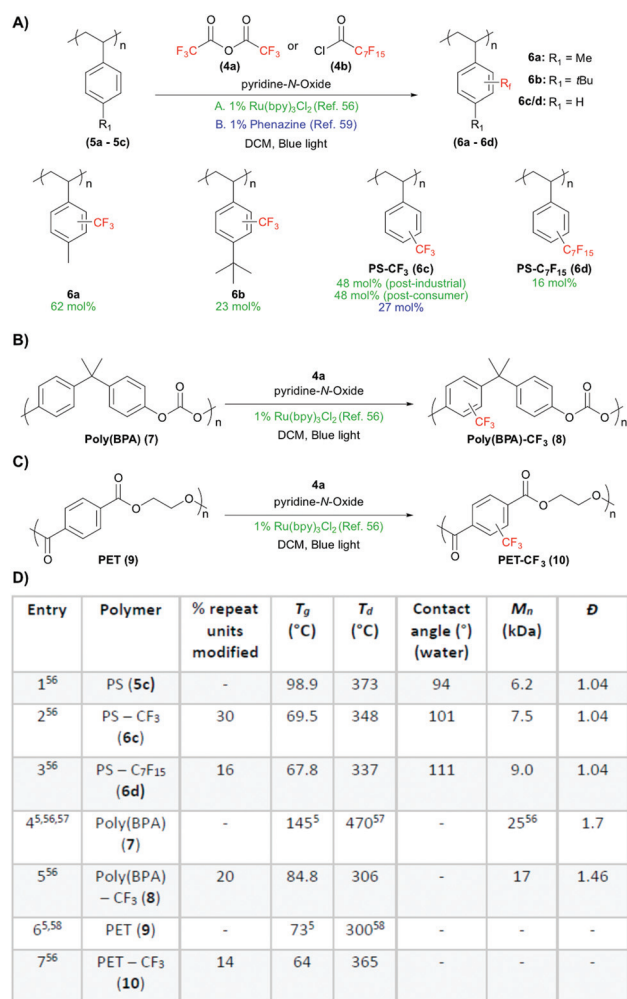 A)
n
R1
(5a - 5c)
F3C O O CF3
(4a)
or
Cl O C7F15
(4b)
pyridine-N-Oxide
A. 1% Ru(bpy)3Cl2 (Ref. 56)
B. 1% Phenazine (Ref. 59)
DCM, Blue light
n
Rf
R1
(6a - 6d)
6a: R1 = Me
6b: R1 = tBu
6c/d: R1 = H
n
CF3
6a
62 mol%
n
CF3
6b
23 mol%
n
CF3
PS-CF3 (6c)
48 mol% (post-industrial)
48 mol% (post-consumer)
27 mol%
n
C7F15
PS-C7F15 (6d)
16 mol%
B)
O
O O n
Poly(BPA) (7)
4a
pyridine-N-Oxide
1% Ru(bpy)3Cl2 (Ref. 56)
DCM, Blue light
O
O O n
CF3
Poly(BPA)-CF3 (8)
C)
O
O O n
O
PET (9)
4a
pyridine-N-Oxide
1% Ru(bpy)3Cl2 (Ref. 56)
DCM, Blue light
O
O O n
O
CF3
PET-CF3 (10)
D)
Entry Polymer % repeat units modified Tg (°C) Td (°C) Contact angle (°) (water) Mn (kDa) Đ
1^56 PS (5c) - 98.9 373 94 6.2 1.04
2^56 PS – CF3 (6c) 30 69.5 348 101 7.5 1.04
3^56 PS – C7F15 (6d) 16 67.8 337 111 9.0 1.04
4^5,56,57 Poly(BPA) (7) - 145^5 470^57 - 25^56 1.7
5^56 Poly(BPA) – CF3 (8) 20 84.8 306 - 17 1.46
6^5,58 PET (9) - 73^5 300^58 - - -
7^56 PET – CF3 (10) 14 64 365 - - -